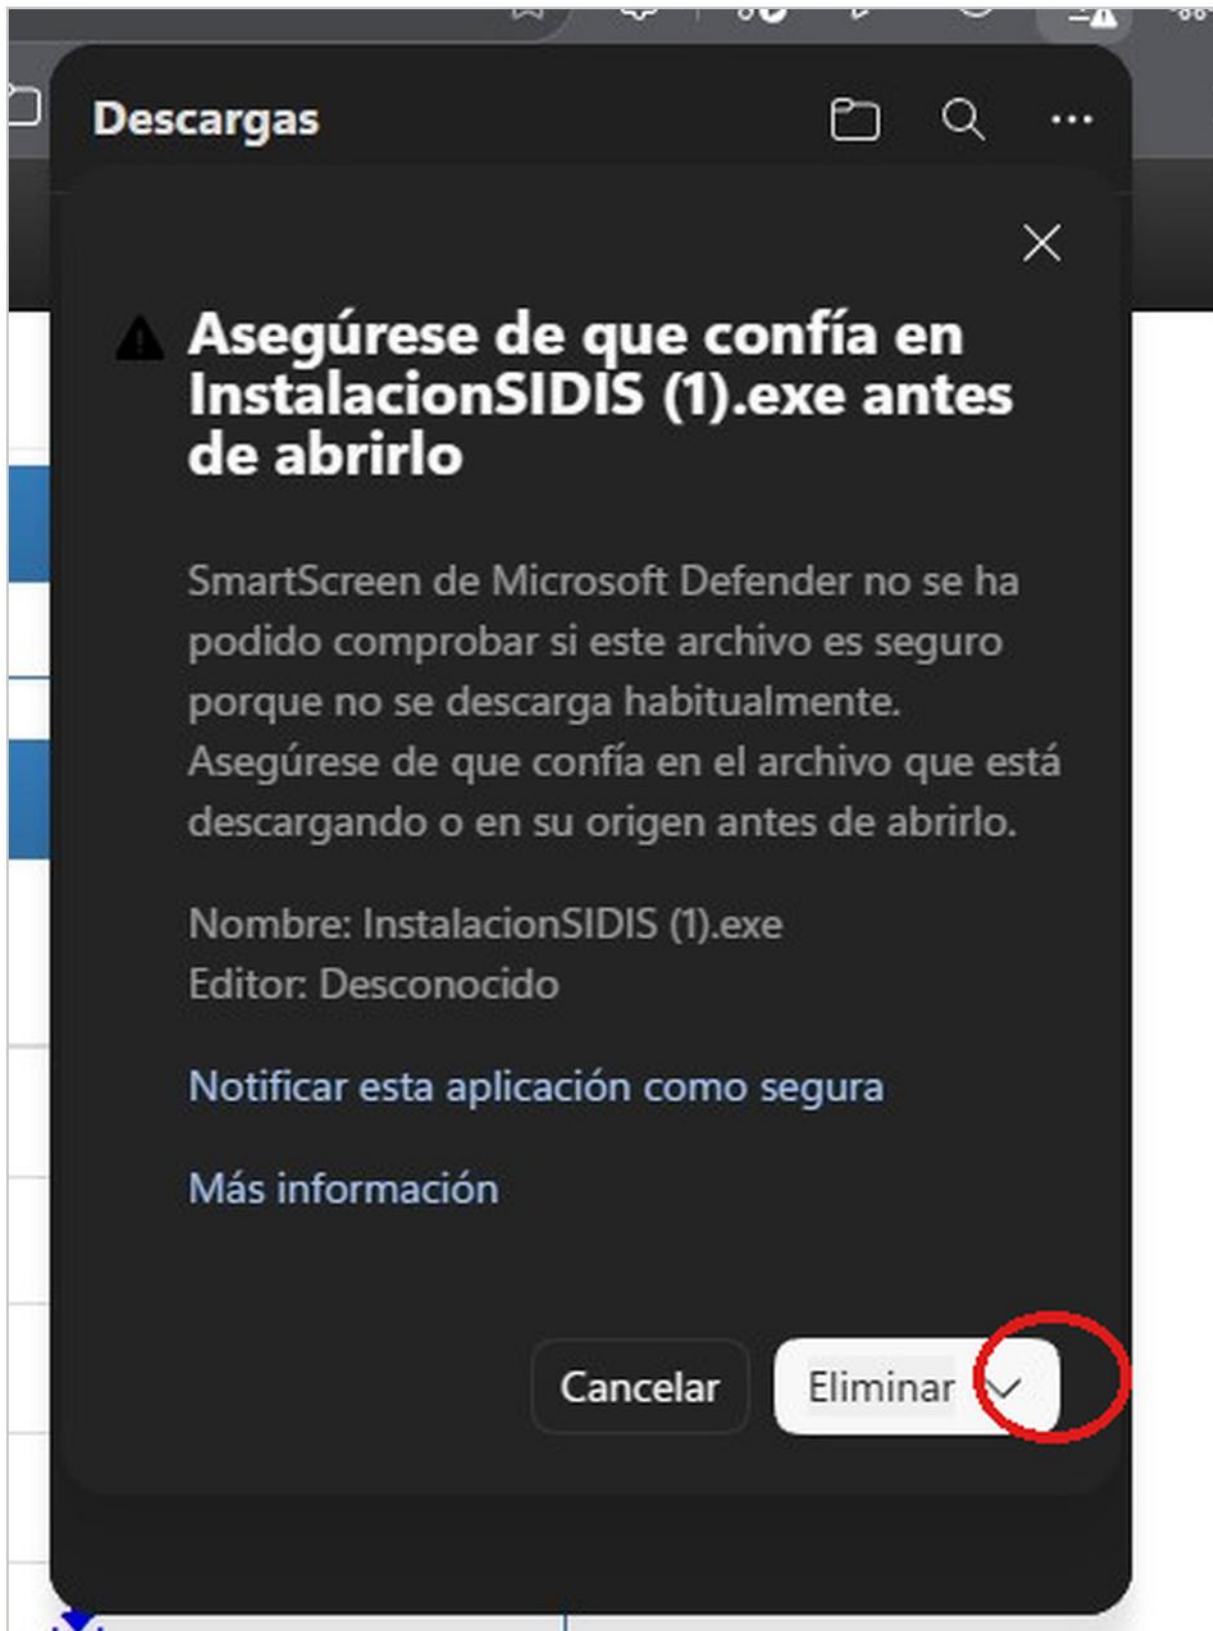 Descargas
Asegúrese de que confía en
InstalacionSIDIS (1).exe antes
de abrirlo
SmartScreen de Microsoft Defender no se ha
podido comprobar si este archivo es seguro
porque no se descarga habitualmente.
Asegúrese de que confía en el archivo que está
descargando o en su origen antes de abrirlo.
Nombre: InstalacionSIDIS (1).exe
Editor: Desconocido
Notificar esta aplicación como segura
Más información
Cancelar Eliminar